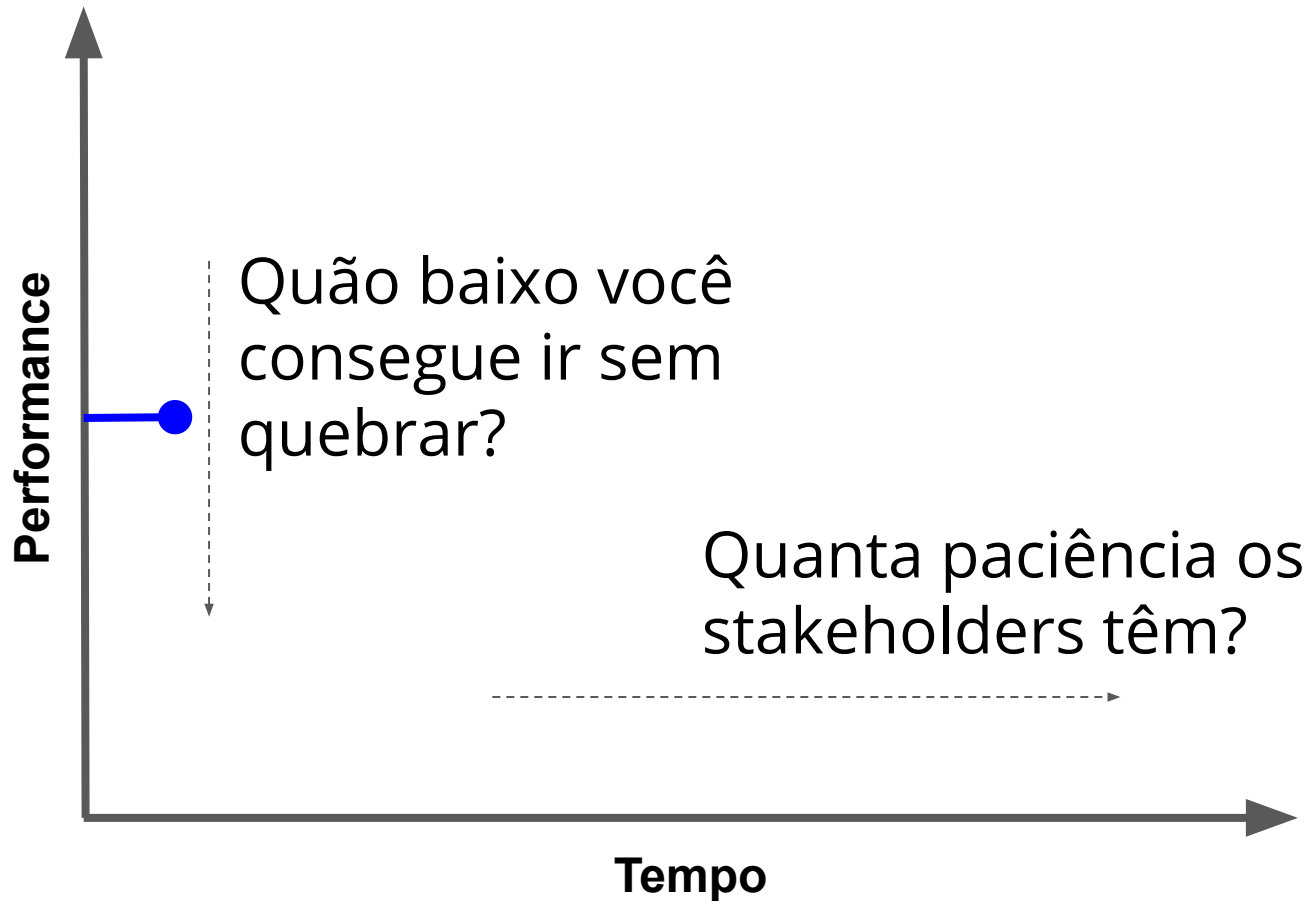 Performance
Quão baixo você
consegue ir sem
quebrar?
Quanta paciência os
stakeholders têm?
Tempo